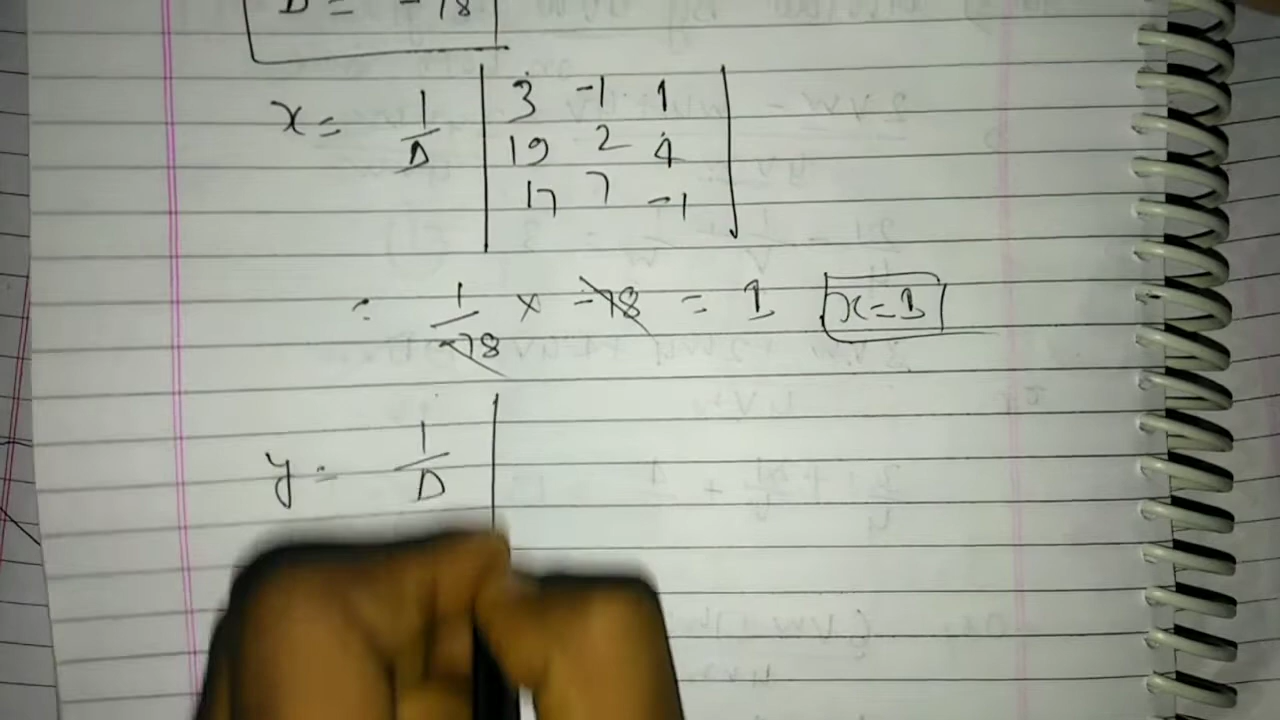 D = -78
x = 1/D | 3 -1 1 |
| 19 2 4 |
| 17 7 -1 |
= 1/-78 × -78 = 1 x=1
y = 1/D |